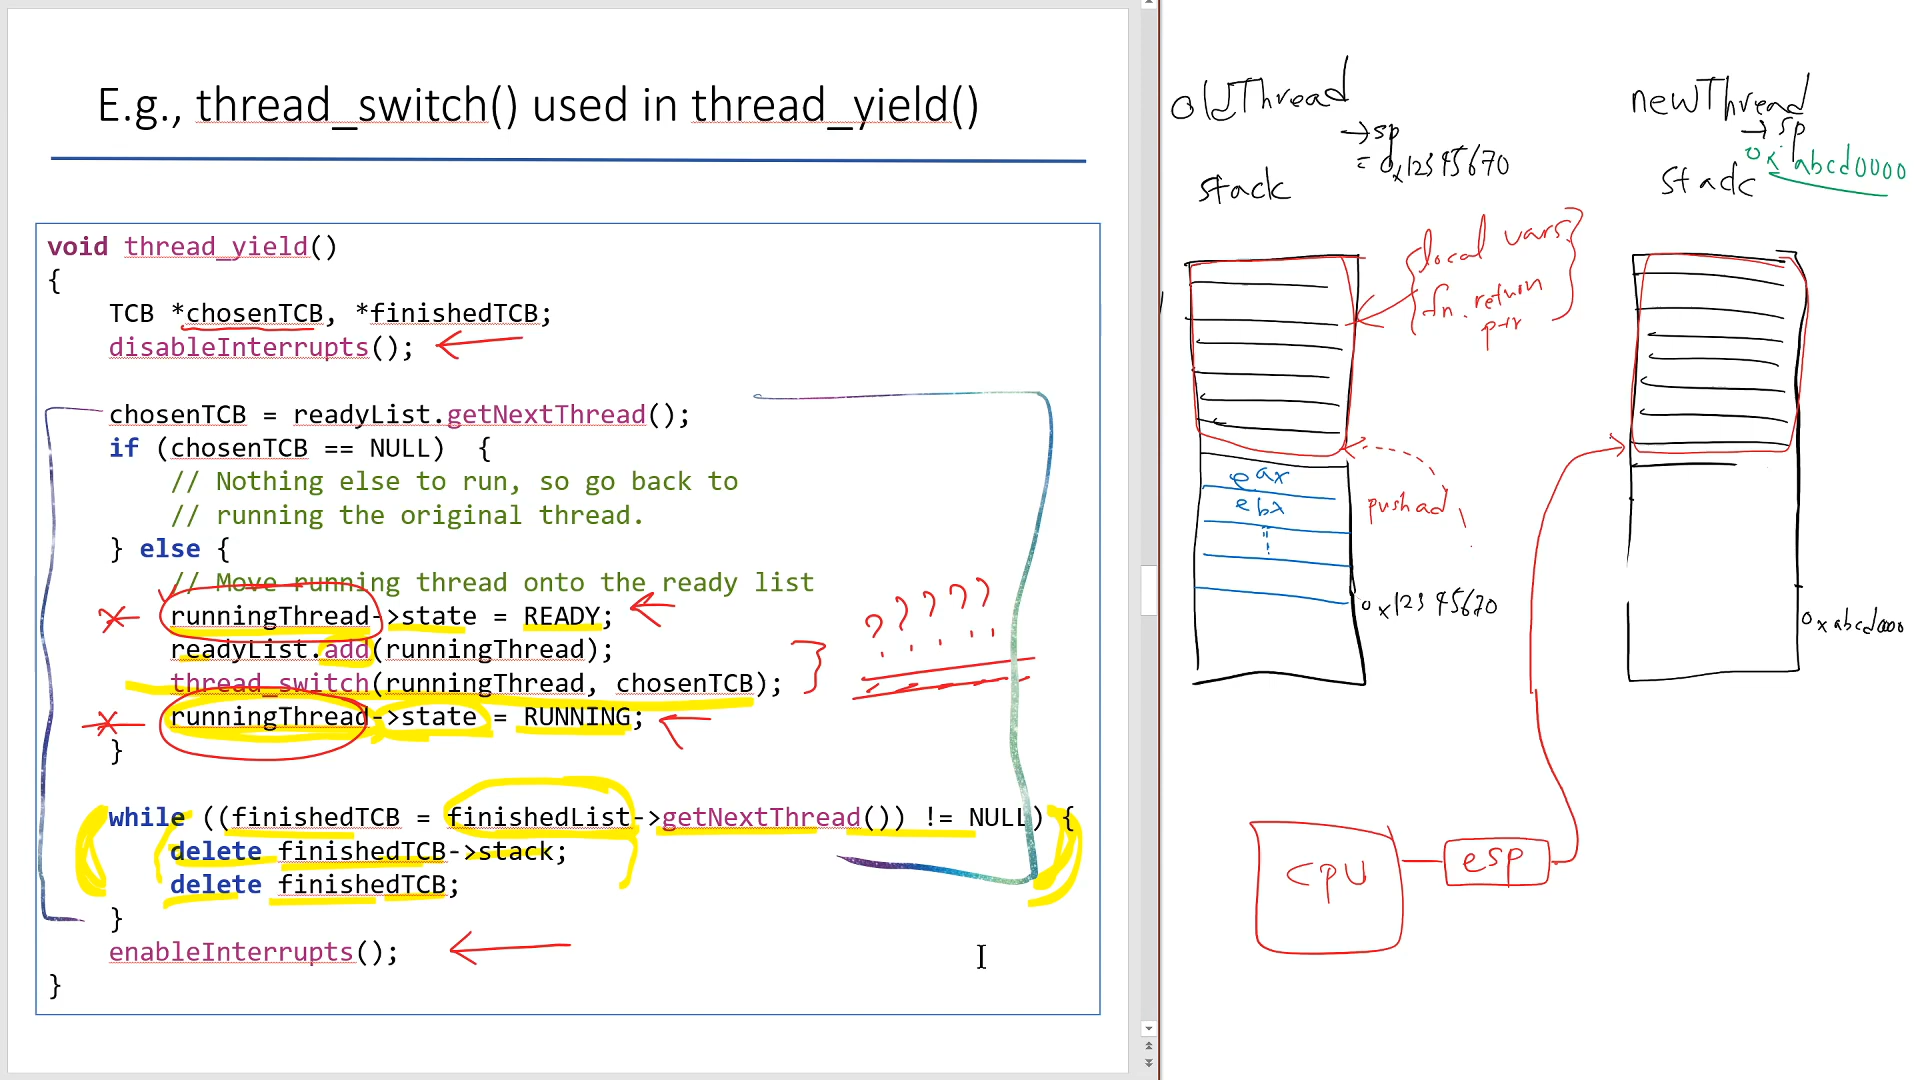 E.g., thread_switch() used in thread_yield()
void thread_yield()
{
TCB *chosenTCB, *finishedTCB;
disableInterrupts();
chosenTCB = readyList.getNextThread();
if (chosenTCB == NULL) {
// Nothing else to run, so go back to
// running the original thread.
} else {
// Move running thread onto the ready list
runningThread->state = READY;
readyList.add(runningThread);
thread_switch(runningThread, chosenTCB);
runningThread->state = RUNNING;
}
?????
while ((finishedTCB = finishedList->getNextThread()) != NULL) {
delete finishedTCB->stack;
delete finishedTCB;
}
enableInterrupts();
}
oldThread
→ sp
= 0x12345670
stack
local vars
fn. return
ptr
eax
ebx
pushad
0x12345670
newThread
→ sp
0xabcd0000
stack
0xabcd0000
CPU
esp